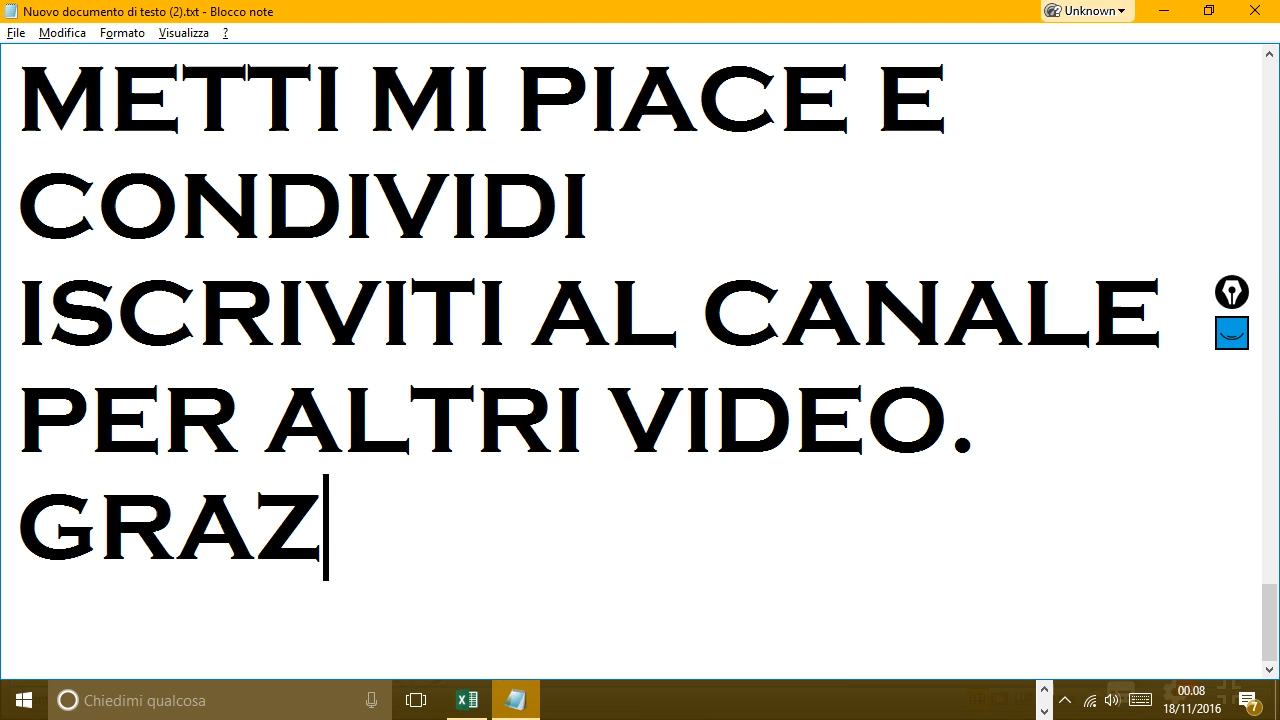 Nuovo documento di testo (2).txt - Blocco note
Unknown
File Modifica Formato Visualizza ?
METTI MI PIACE E
CONDIVIDI
ISCRIVITI AL CANALE
PER ALTRI VIDEO.
GRAZ
Chiedimi qualcosa
00.08
18/11/2016
7